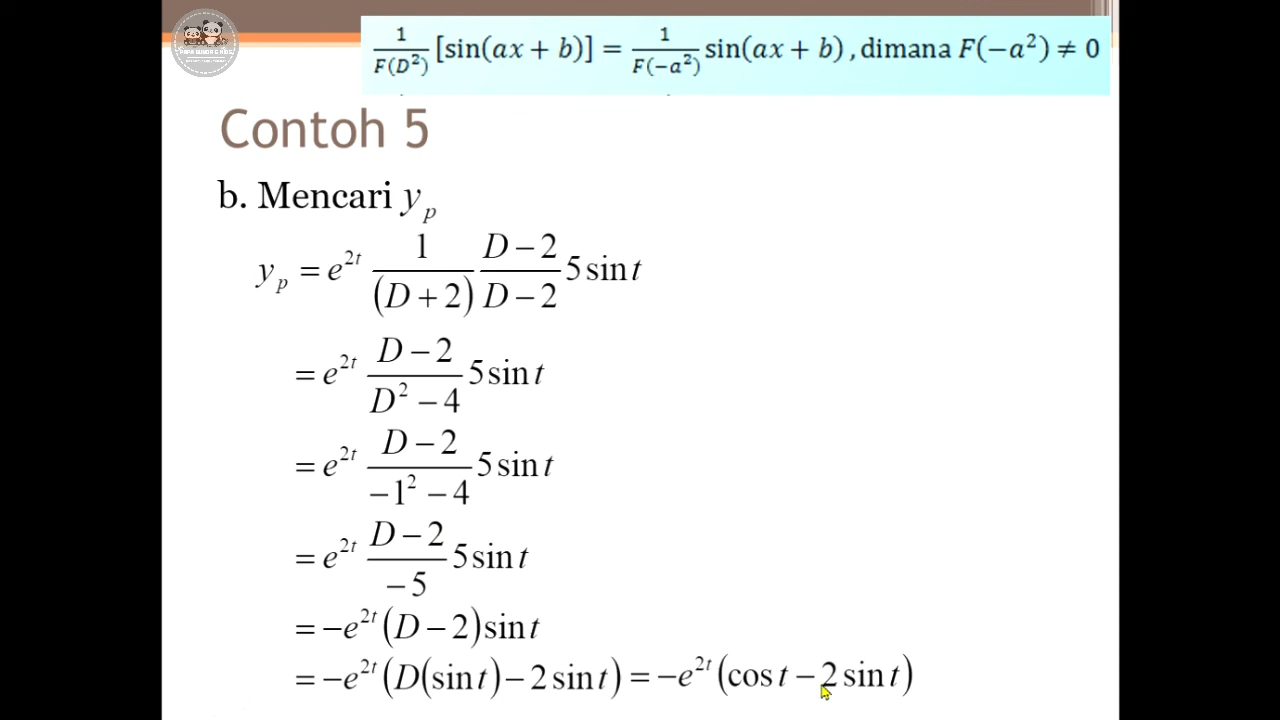 1/F(D²) [sin(ax + b)] = 1/F(−a²) sin(ax + b) , dimana F(−a²) ≠ 0
Contoh 5
b. Mencari y_p
y_p = e^{2t} 1/(D + 2) (D − 2)/(D − 2) 5 sin t
= e^{2t} (D − 2)/(D² − 4) 5 sin t
= e^{2t} (D − 2)/(−1² − 4) 5 sin t
= e^{2t} (D − 2)/(−5) 5 sin t
= −e^{2t} (D − 2) sin t
= −e^{2t} (D(sin t) − 2 sin t) = −e^{2t} (cos t − 2 sin t)